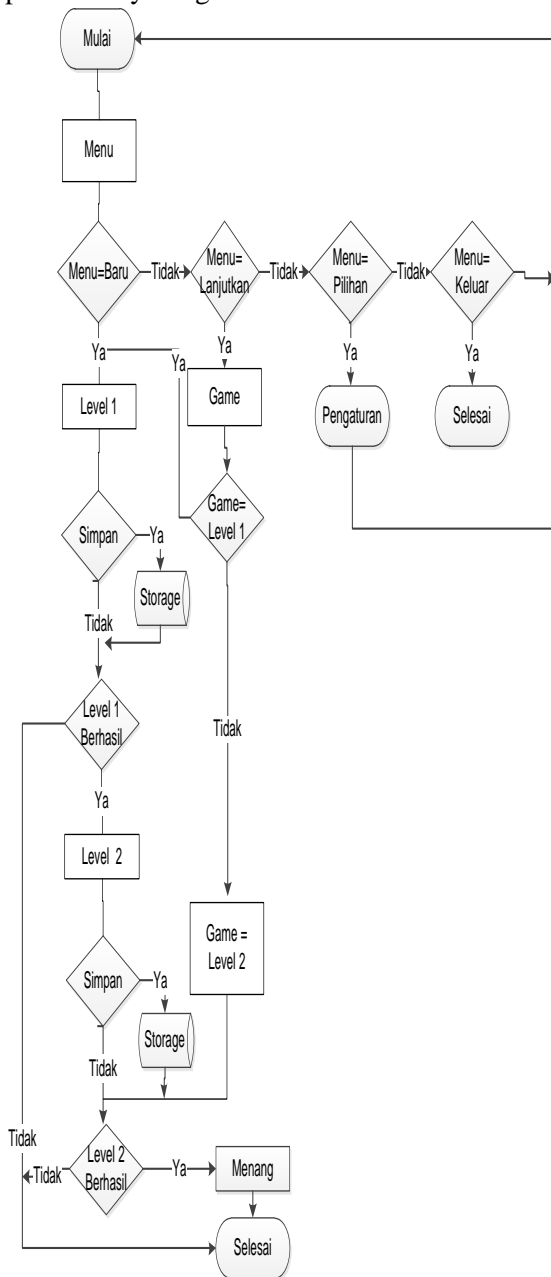 Mulai
Menu
Menu=Baru
Tidak
Menu=
Lanjutkan
Tidak
Menu=
Pilihan
Tidak
Menu=
Keluar
Ya
Ya
Ya
Ya
Ya
Level 1
Game
Pengaturan
Selesai
Game=
Level 1
Simpan
Ya
Storage
Tidak
Level 1
Berhasil
Tidak
Ya
Level 2
Game =
Level 2
Simpan
Ya
Storage
Tidak
Tidak
Level 2
Berhasil
Tidak
Ya
Menang
Selesai